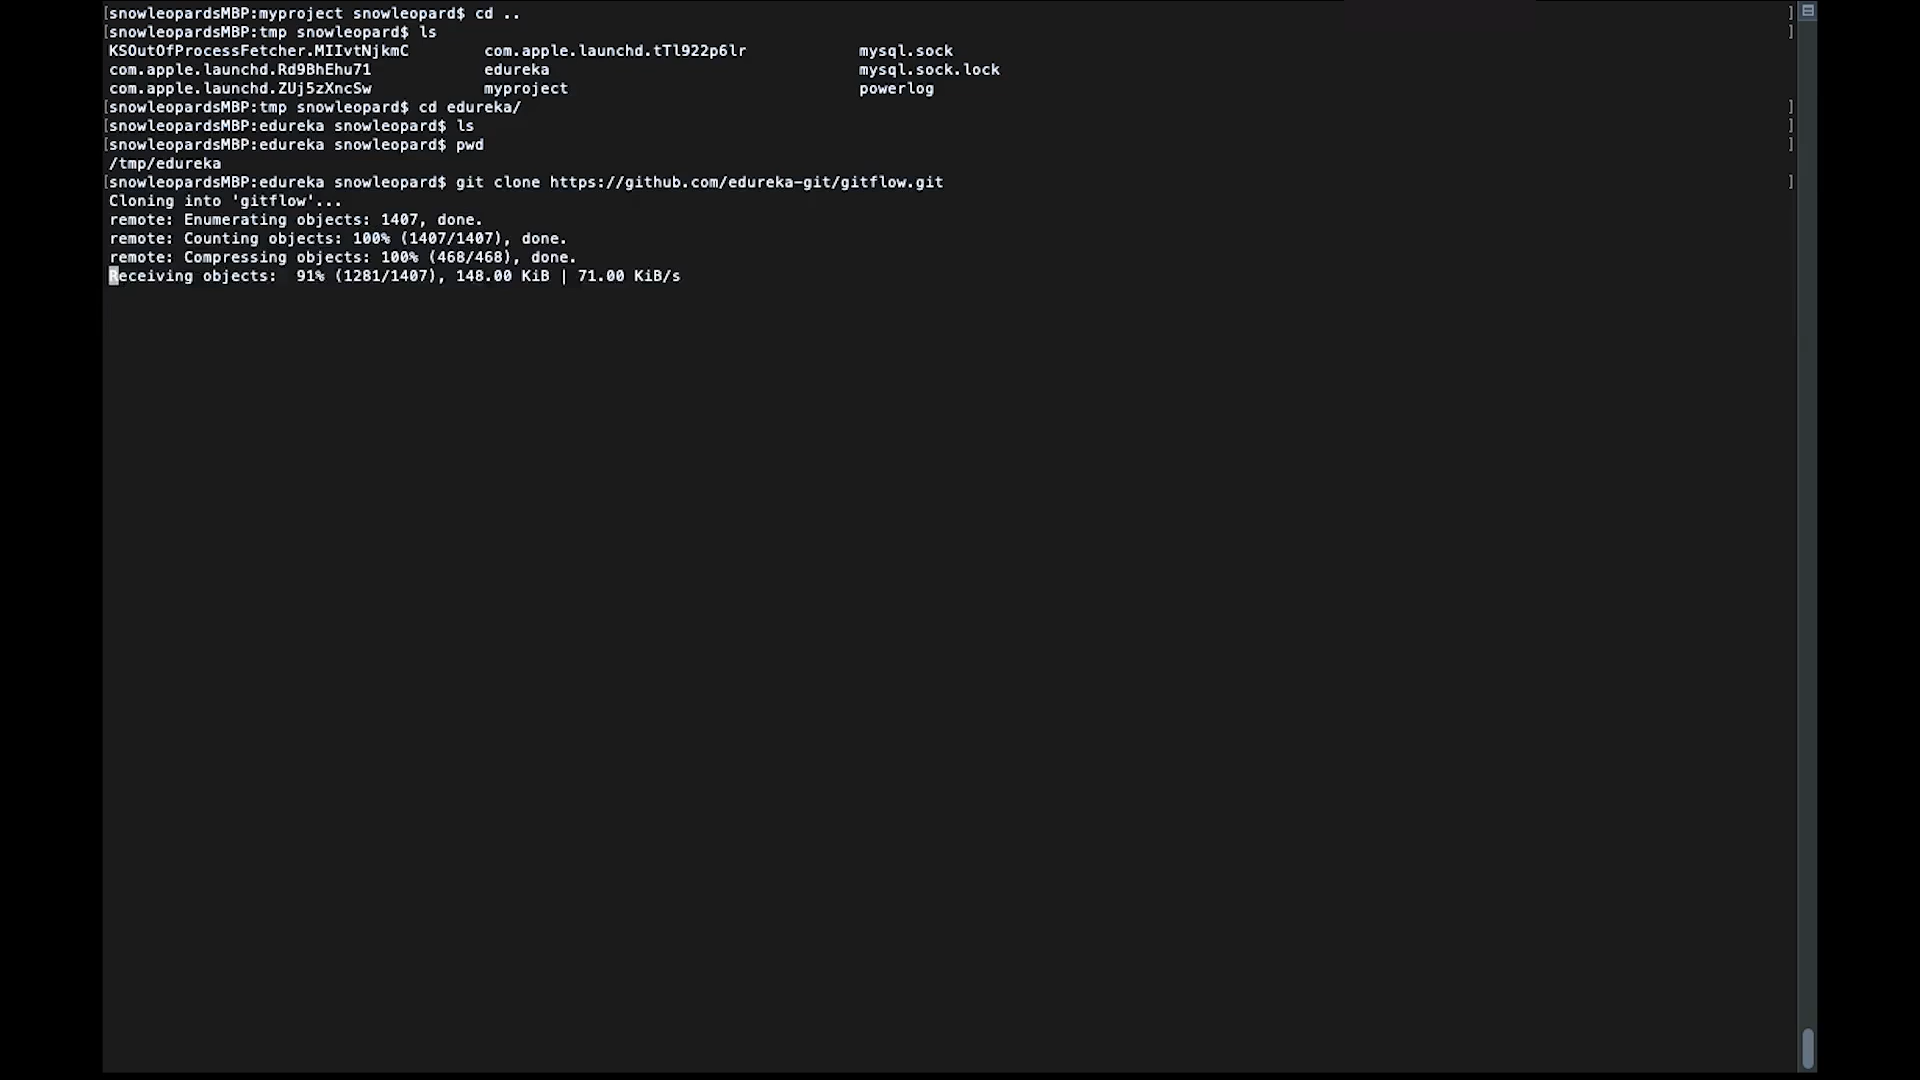 [snowleopardsMBP:myproject snowleopard$ cd .. ]
[snowleopardsMBP:tmp snowleopard$ ls ]
KSOutOfProcessFetcher.MIIvtNjkmC com.apple.launchd.tTl922p6lr mysql.sock
com.apple.launchd.Rd9BhEhu71 edureka mysql.sock.lock
com.apple.launchd.ZUj5zXncSw myproject powerlog
[snowleopardsMBP:tmp snowleopard$ cd edureka/ ]
[snowleopardsMBP:edureka snowleopard$ ls ]
[snowleopardsMBP:edureka snowleopard$ pwd ]
/tmp/edureka
[snowleopardsMBP:edureka snowleopard$ git clone https://github.com/edureka-git/gitflow.git ]
Cloning into 'gitflow'...
remote: Enumerating objects: 1407, done.
remote: Counting objects: 100% (1407/1407), done.
remote: Compressing objects: 100% (468/468), done.
Receiving objects:  91% (1281/1407), 148.00 KiB | 71.00 KiB/s